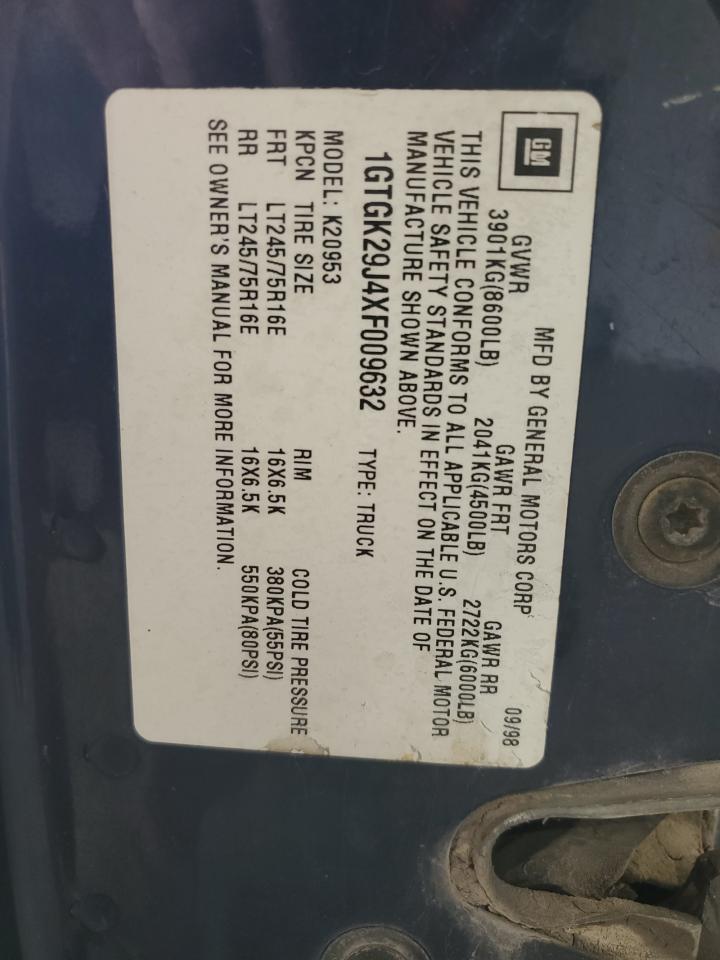 GM
MFD BY GENERAL MOTORS CORP 09/98
GVWR GAWR FRT GAWR RR
3901KG(8600LB) 2041KG(4500LB) 2722KG(6000LB)
THIS VEHICLE CONFORMS TO ALL APPLICABLE U.S. FEDERAL MOTOR
VEHICLE SAFETY STANDARDS IN EFFECT ON THE DATE OF
MANUFACTURE SHOWN ABOVE.
1GTGK29J4XF009632 TYPE: TRUCK
MODEL: K20953
KPCN TIRE SIZE RIM COLD TIRE PRESSURE
FRT LT245/75R16E 16X6.5K 380KPA(55PSI)
RR LT245/75R16E 16X6.5K 550KPA(80PSI)
SEE OWNER'S MANUAL FOR MORE INFORMATION.